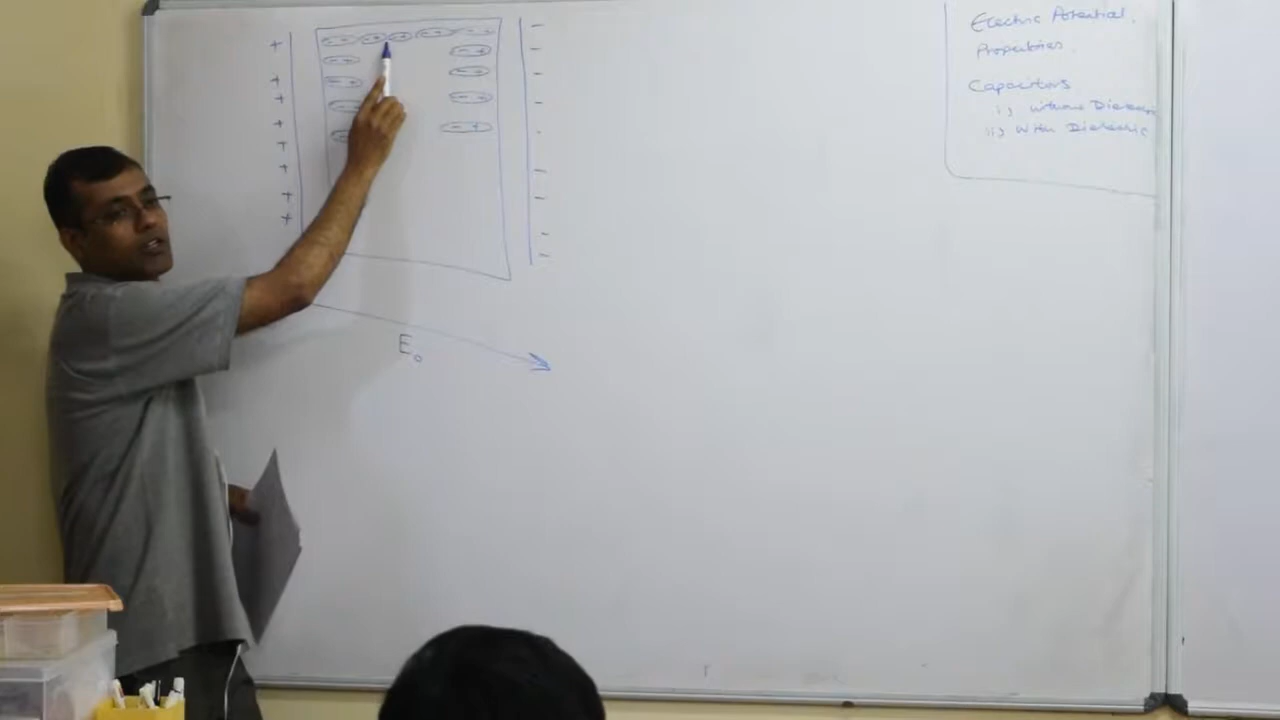 Electric Potential.
Properties.
Capacitors
i) without Dielectric
ii) With Dielectric
+ -
+ -
+ -
+ -
+ -
+ -
+ -
+ -
-
E₀